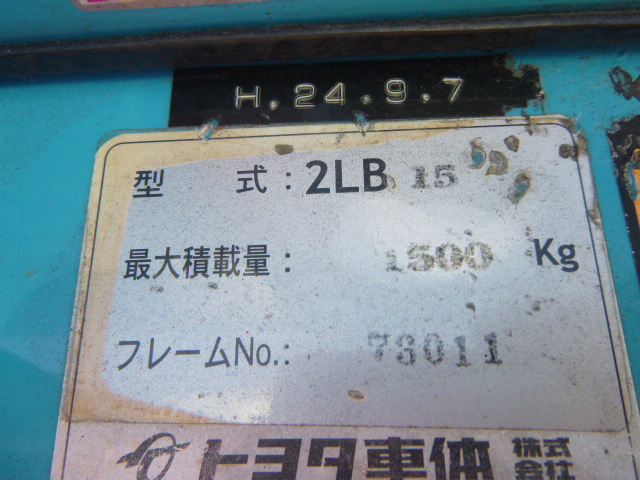 H.24.9.7
型 式 : 2LB 15
最大積載量 : 1500 Kg
フレームNo.: 73011
トヨタ車体 株式会社